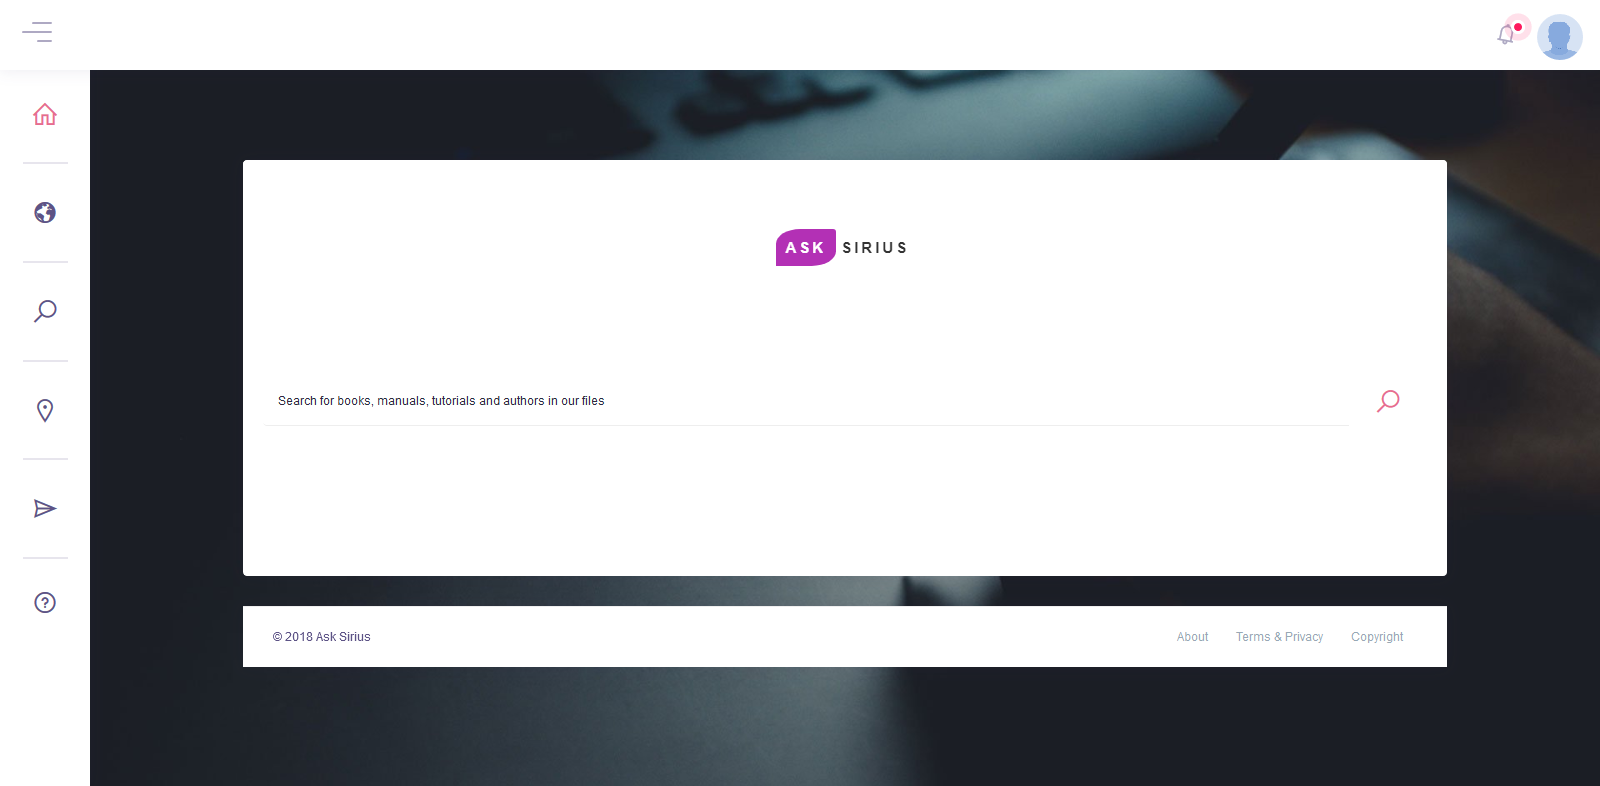 ASK SIRIUS
Search for books, manuals, tutorials and authors in our files
© 2018 Ask Sirius
About
Terms & Privacy
Copyright